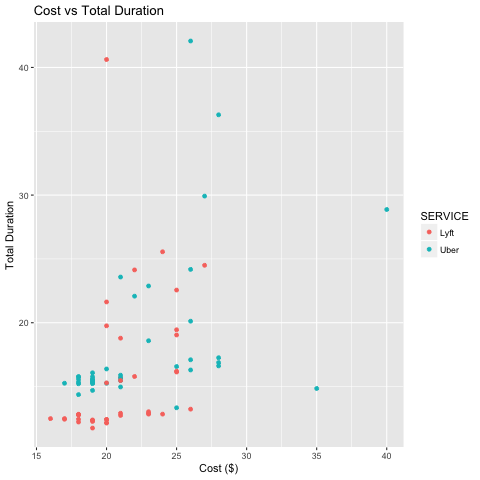 Cost vs Total Duration
Total Duration
40
30
20
15
20
25
30
35
40
Cost ($)
SERVICE
Lyft
Uber